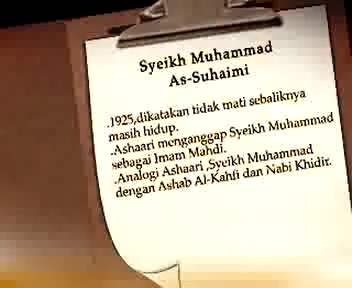 Syeikh Muhammad
As-Suhaimi
.1925,dikatakan tidak mati sebaliknya
masih hidup.
.Ashaari menganggap Syeikh Muhammad
sebagai Imam Mahdi.
.Analogi Ashaari ,Syeikh Muhammad
dengan Ashab Al-Kahfi dan Nabi Khidir.